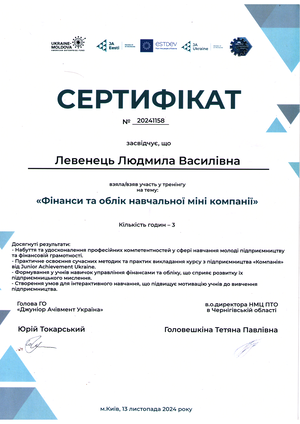 UKRAINE-
MOLDOVA
JA
Eesti
estdev
JA
Ukraine
СЕРТИФІКАТ
№ 20241158
засвідчує, що
Левенець Людмила Василівна
взяла/взяв участь у тренінгу
на тему:
«Фінанси та облік навчальної міні компанії»
Кількість годин – 3
Досягнуті результати:
- Набуття та удосконалення професійних компетентностей у сфері навчання молоді підприємництву
та фінансовой грамотності.
- Практичне освоєння сучасних методик та практик викладання курсу з підприємництва «Компанія»
від Junior Achievement Ukraine.
- Формування у учнів навичок управління фінансами та обліку, що сприяє розвитку їх
підприємницького мислення.
- Створення умов для інтерактивного навчання, що підвищує мотивацію учнів до вивчення
підприємництва.
Голова ГО
«Джуніор Ачівмент Україна»
в.о.директора НМЦ ПТО
в Чернігівській області
Юрій Токарський
Головешкіна Тетяна Павлівна
м.Київ, 13 листопада 2024 року